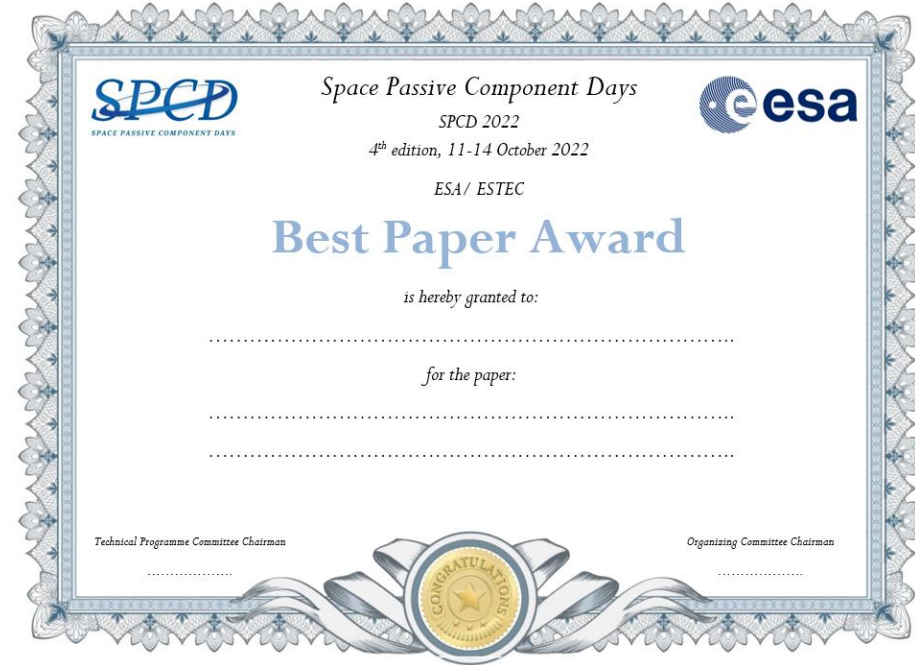 SPCD
SPACE PASSIVE COMPONENT DAYS
Space Passive Component Days
SPCD 2022
4th edition, 11-14 October 2022
esa
ESA/ ESTEC
Best Paper Award
is hereby granted to:
................................................................................
for the paper:
................................................................................
................................................................................
Technical Programme Committee Chairman
...................
Organizing Committee Chairman
...................
CONGRATULATIONS